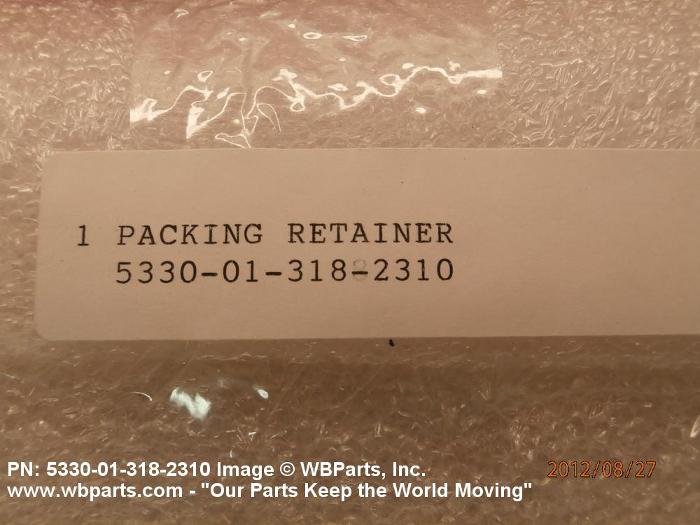 1 PACKING RETAINER
5330-01-318-2310
PN: 5330-01-318-2310 Image © WBParts, Inc.
2012/08/27
www.wbparts.com - "Our Parts Keep the World Moving"